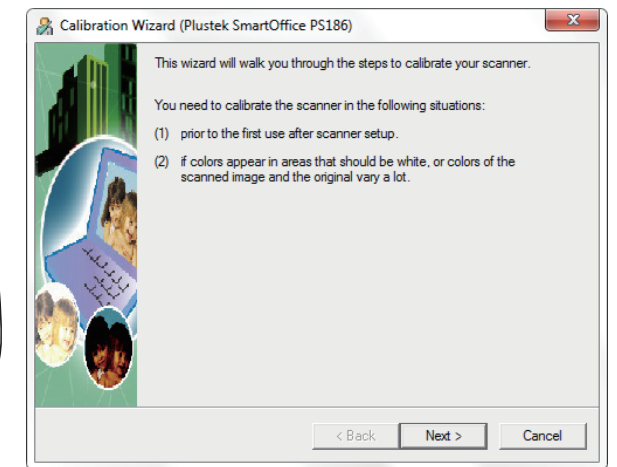 Calibration Wizard (Plustek SmartOffice PS186)
This wizard will walk you through the steps to calibrate your scanner.
You need to calibrate the scanner in the following situations:
(1) prior to the first use after scanner setup.
(2) if colors appear in areas that should be white, or colors of the
scanned image and the original vary a lot.
< Back Next > Cancel